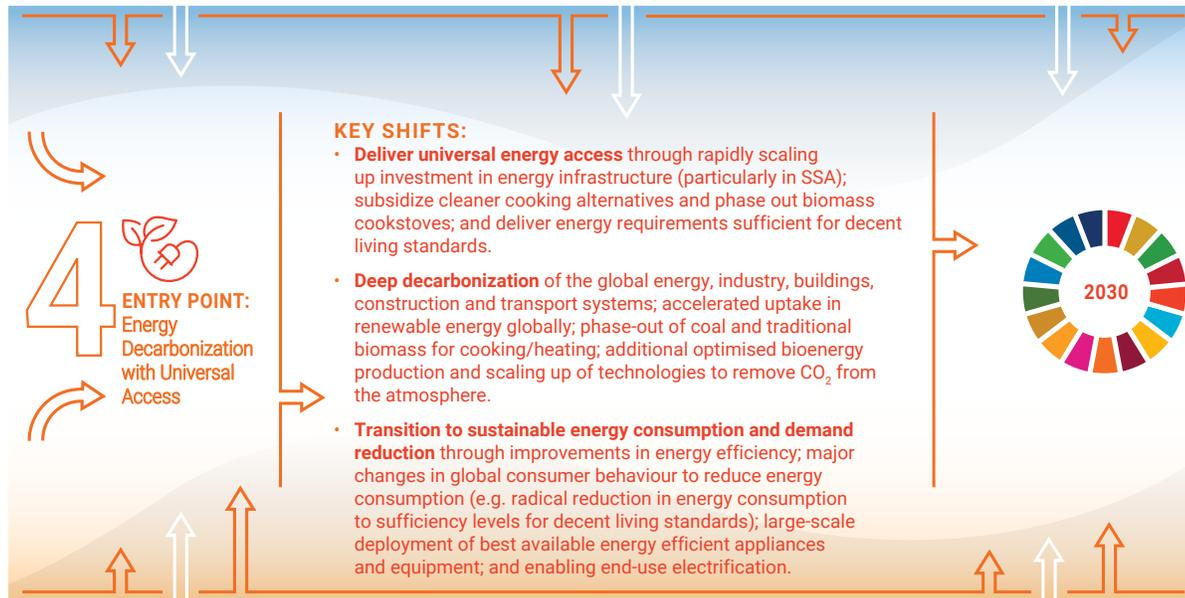 4
ENTRY POINT:
Energy
Decarbonization
with Universal
Access
KEY SHIFTS:
• Deliver universal energy access through rapidly scaling
up investment in energy infrastructure (particularly in SSA);
subsidize cleaner cooking alternatives and phase out biomass
cookstoves; and deliver energy requirements sufficient for decent
living standards.
• Deep decarbonization of the global energy, industry, buildings,
construction and transport systems; accelerated uptake in
renewable energy globally; phase-out of coal and traditional
biomass for cooking/heating; additional optimised bioenergy
production and scaling up of technologies to remove CO₂ from
the atmosphere.
• Transition to sustainable energy consumption and demand
reduction through improvements in energy efficiency; major
changes in global consumer behaviour to reduce energy
consumption (e.g. radical reduction in energy consumption
to sufficiency levels for decent living standards); large-scale
deployment of best available energy efficient appliances
and equipment; and enabling end-use electrification.
2030